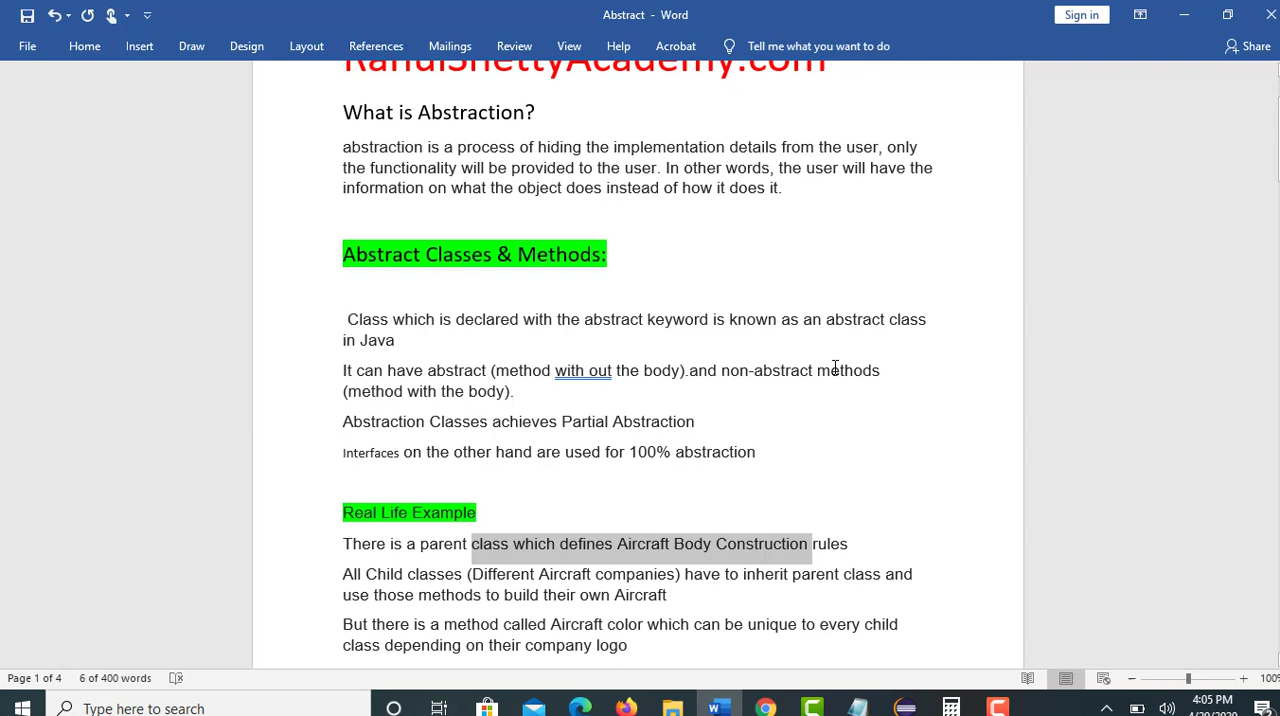 Abstract - Word
Sign in
File Home Insert Draw Design Layout References Mailings Review View Help Acrobat Tell me what you want to do Share
RahulShettyAcademy.com
What is Abstraction?
abstraction is a process of hiding the implementation details from the user, only
the functionality will be provided to the user. In other words, the user will have the
information on what the object does instead of how it does it.
Abstract Classes & Methods:
Class which is declared with the abstract keyword is known as an abstract class
in Java
It can have abstract (method with out the body).and non-abstract methods
(method with the body).
Abstraction Classes achieves Partial Abstraction
Interfaces on the other hand are used for 100% abstraction
Real Life Example
There is a parent class which defines Aircraft Body Construction rules
All Child classes (Different Aircraft companies) have to inherit parent class and
use those methods to build their own Aircraft
But there is a method called Aircraft color which can be unique to every child
class depending on their company logo
Page 1 of 4 6 of 400 words 100%
Type here to search
4:05 PM